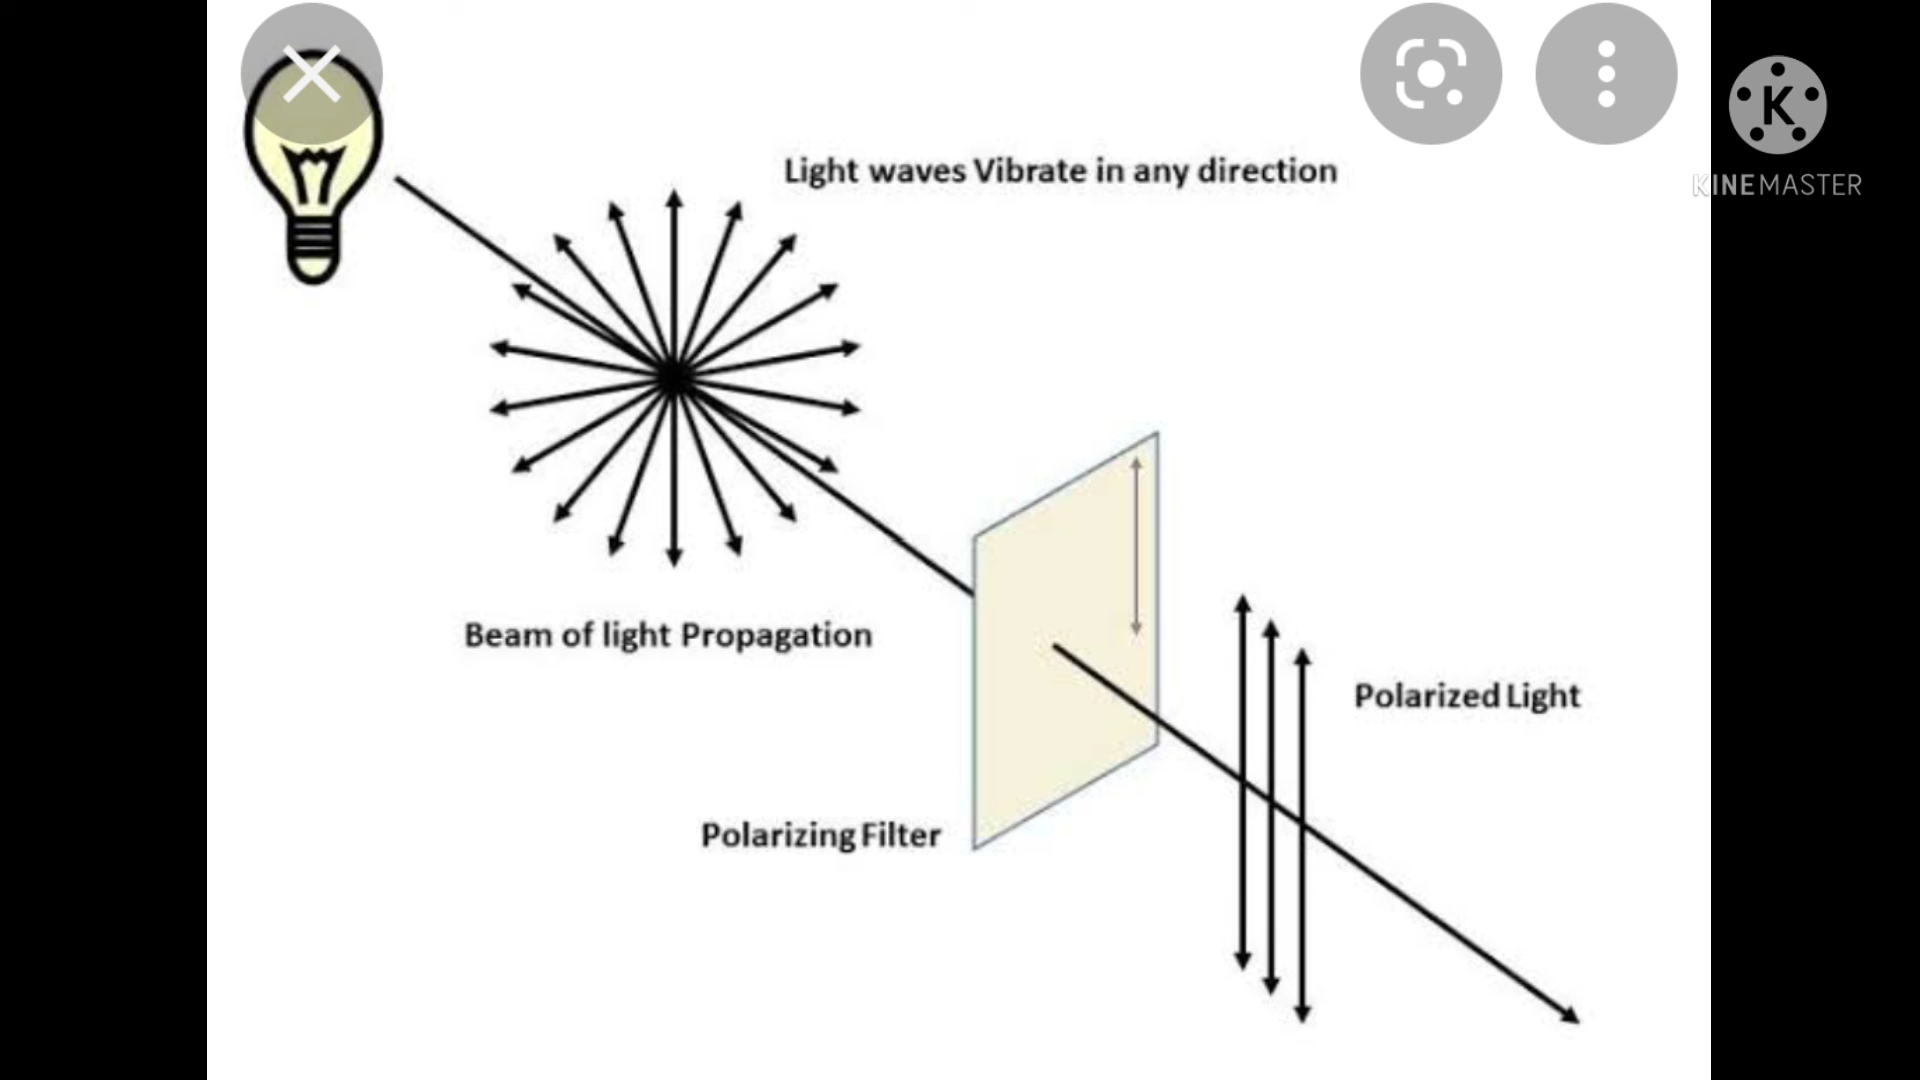 Light waves Vibrate in any direction
K
KINEMASTER
Beam of light Propagation
Polarized Light
Polarizing Filter